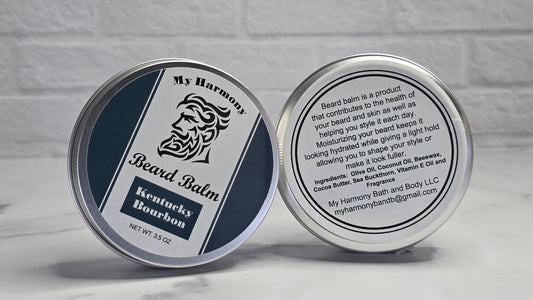 My Harmony
Beard Balm
Kentucky
Bourbon
NET WT. 3.5 OZ
Beard balm is a product
that contributes to the health of
your beard and skin as well as
helping you style it each day.
Moisturizing your beard keeps it
looking hydrated while giving a light hold
allowing you to shape your style or
make it look fuller.
Ingredients: Olive Oil, Coconut Oil, Beeswax,
Cocoa Butter, Sea Buckthorn, Vitamin E Oil and
Fragrance
My Harmony Bath and Body LLC
myharmonybandb@gmail.com